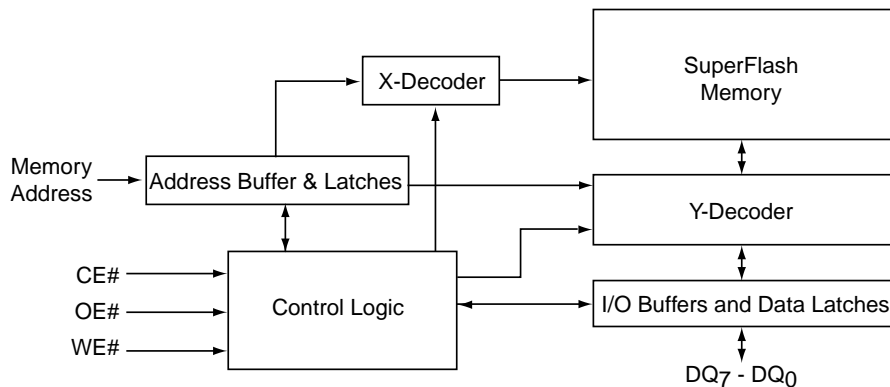 SuperFlash
Memory
X-Decoder
Memory
Address
Address Buffer & Latches
Y-Decoder
CE#
OE#
WE#
Control Logic
I/O Buffers and Data Latches
DQ7 - DQ0